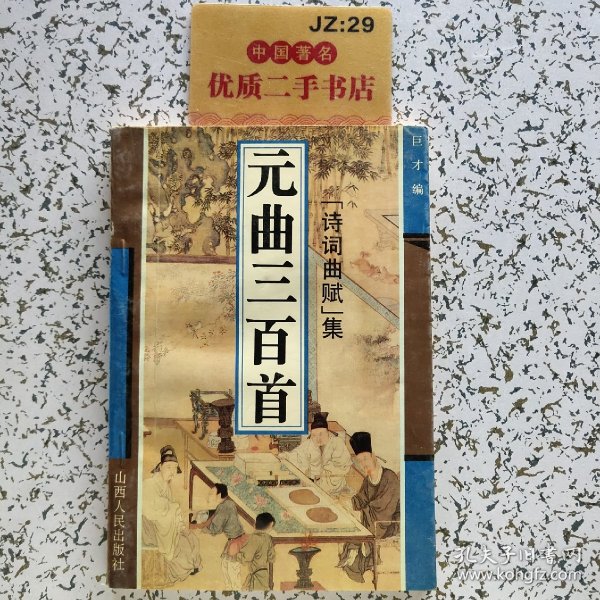 JZ:29
中国著名
优质二手书店
巨才编
元曲三百首
「诗词曲赋」集
山西人民出版社
孔夫子旧书网
www.kongfz.com